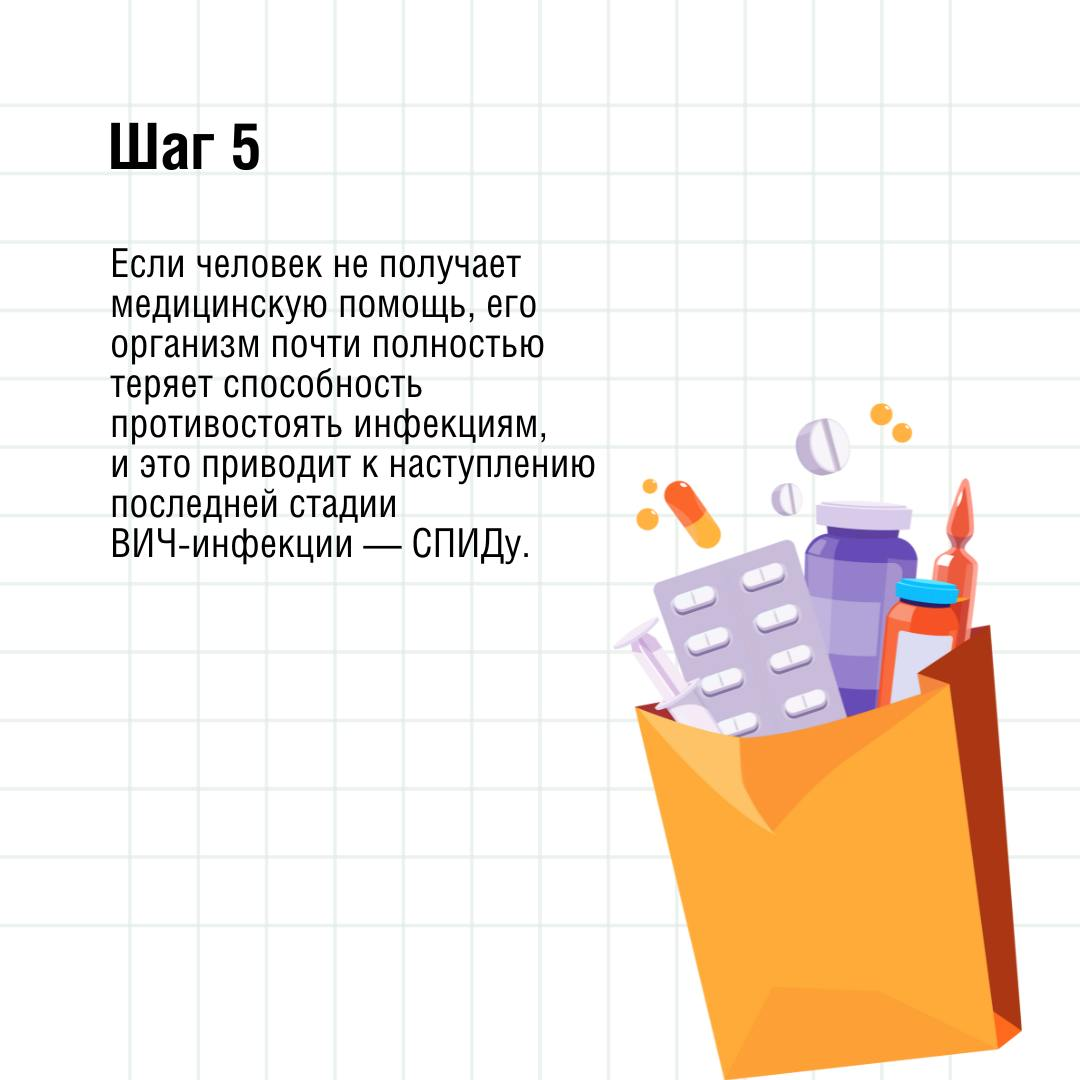 Шаг 5
Если человек не получает
медицинскую помощь, его
организм почти полностью
теряет способность
противостоять инфекциям,
и это приводит к наступлению
последней стадии
ВИЧ-инфекции — СПИДу.